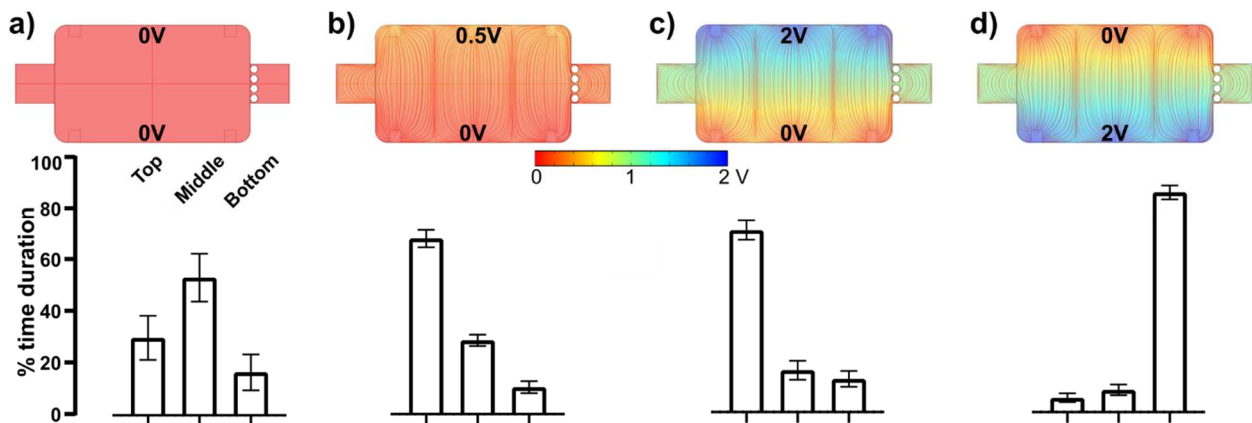 a)
0V
0V
b)
0.5V
0V
c)
2V
0V
d)
0V
2V
0
1
2 V
% time duration
100
80
60
40
20
0
Top
Middle
Bottom